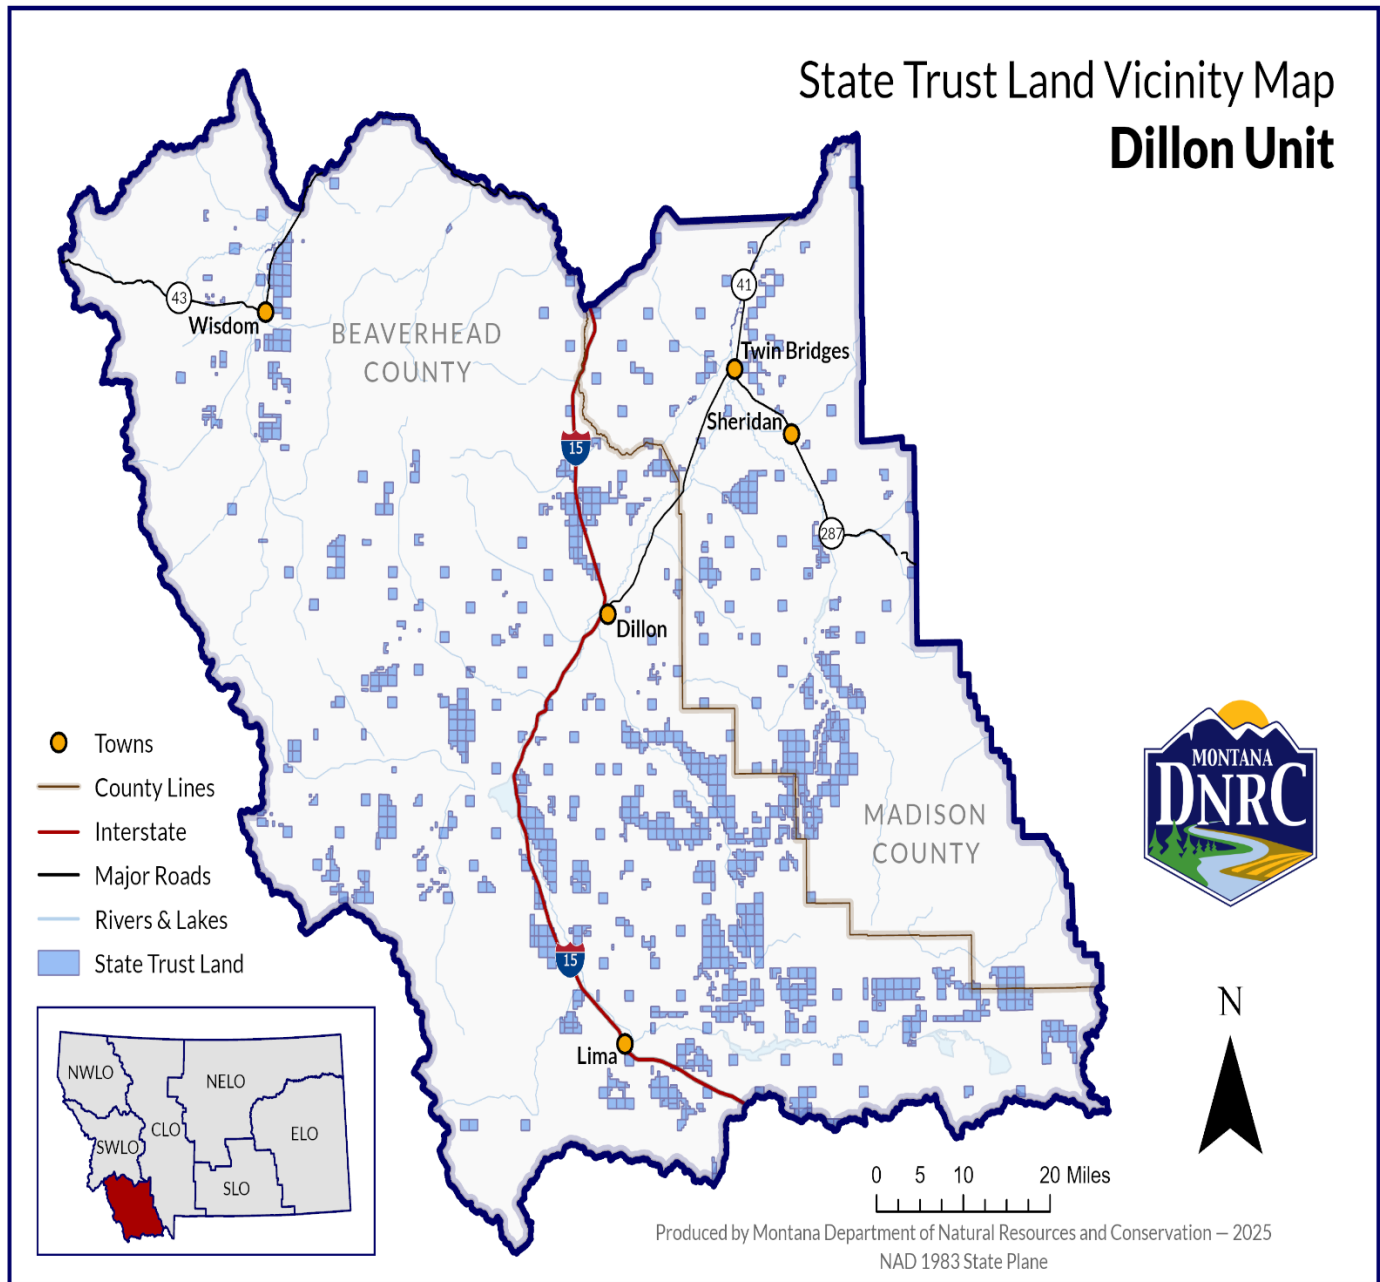 State Trust Land Vicinity Map
Dillon Unit
43
Wisdom
BEAVERHEAD
COUNTY
41
Twin Bridges
Sheridan
15
287
Dillon
MADISON
COUNTY
15
Lima
Towns
County Lines
Interstate
Major Roads
Rivers & Lakes
State Trust Land
MONTANA
DNRC
N
NWLO
NELO
CLO
SWLO
ELO
SLO
0 5 10 20 Miles
Produced by Montana Department of Natural Resources and Conservation — 2025
NAD 1983 State Plane